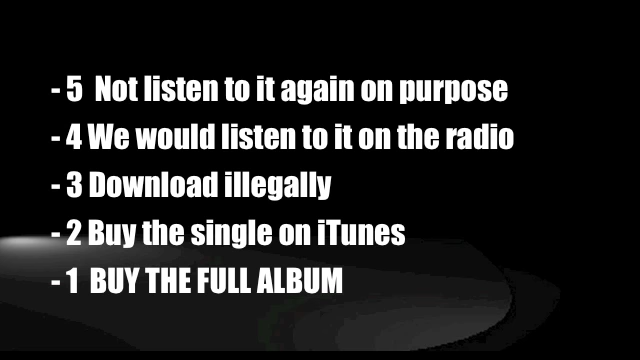 - 5  Not listen to it again on purpose
- 4 We would listen to it on the radio
- 3 Download illegally
- 2 Buy the single on iTunes
- 1  BUY THE FULL ALBUM